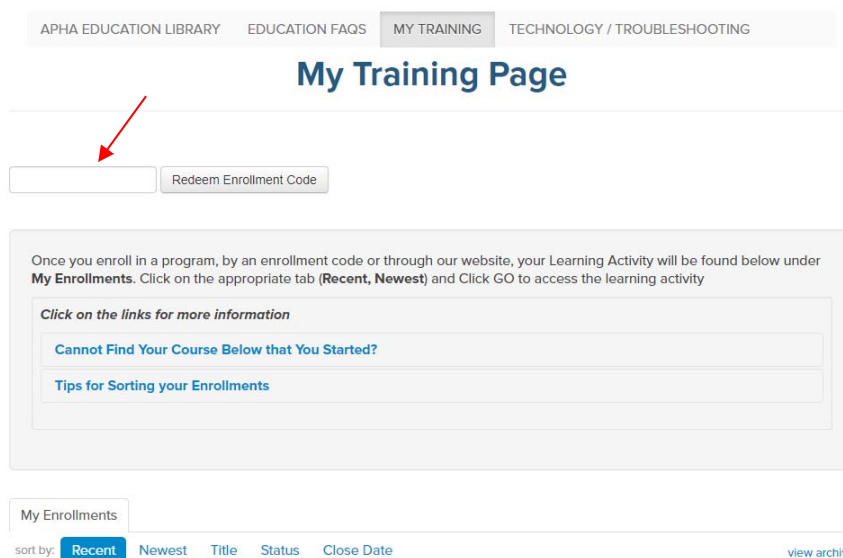 APHA EDUCATION LIBRARY EDUCATION FAQS MY TRAINING TECHNOLOGY / TROUBLESHOOTING
My Training Page
Redeem Enrollment Code
Once you enroll in a program, by an enrollment code or through our website, your Learning Activity will be found below under
My Enrollments. Click on the appropriate tab (Recent, Newest) and Click GO to access the learning activity
Click on the links for more information
Cannot Find Your Course Below that You Started?
Tips for Sorting your Enrollments
My Enrollments
sort by: Recent Newest Title Status Close Date view archiv